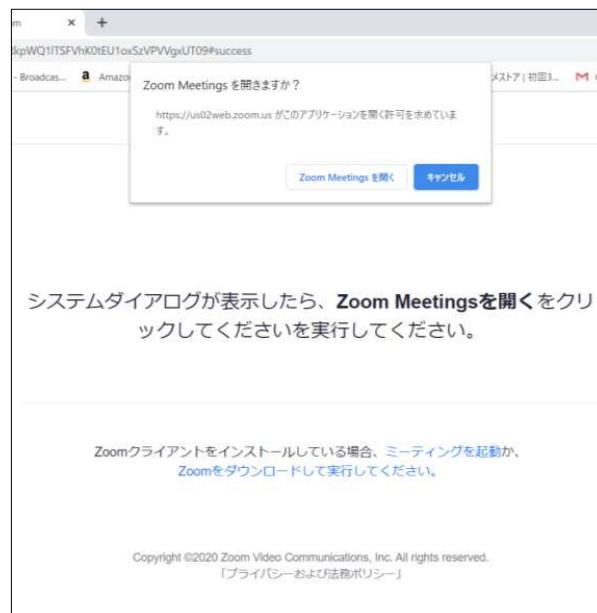 m × +
kpWQ1lTSFVhK0tEU1oxSzVPVVgxUT09#success
- Broadcas... a Amazo
メストア | 初回3... M
Zoom Meetings を開きますか？
https://us02web.zoom.us がこのアプリケーションを開く許可を求めていま
す。
Zoom Meetings を開く キャンセル
システムダイアログが表示したら、Zoom Meetingsを開くをクリ
ックしてくださいを実行してください。
Zoomクライアントをインストールしている場合、ミーティングを起動か、
Zoomをダウンロードして実行してください。
Copyright ©2020 Zoom Video Communications, Inc. All rights reserved.
「プライバシーおよび法務ポリシー」